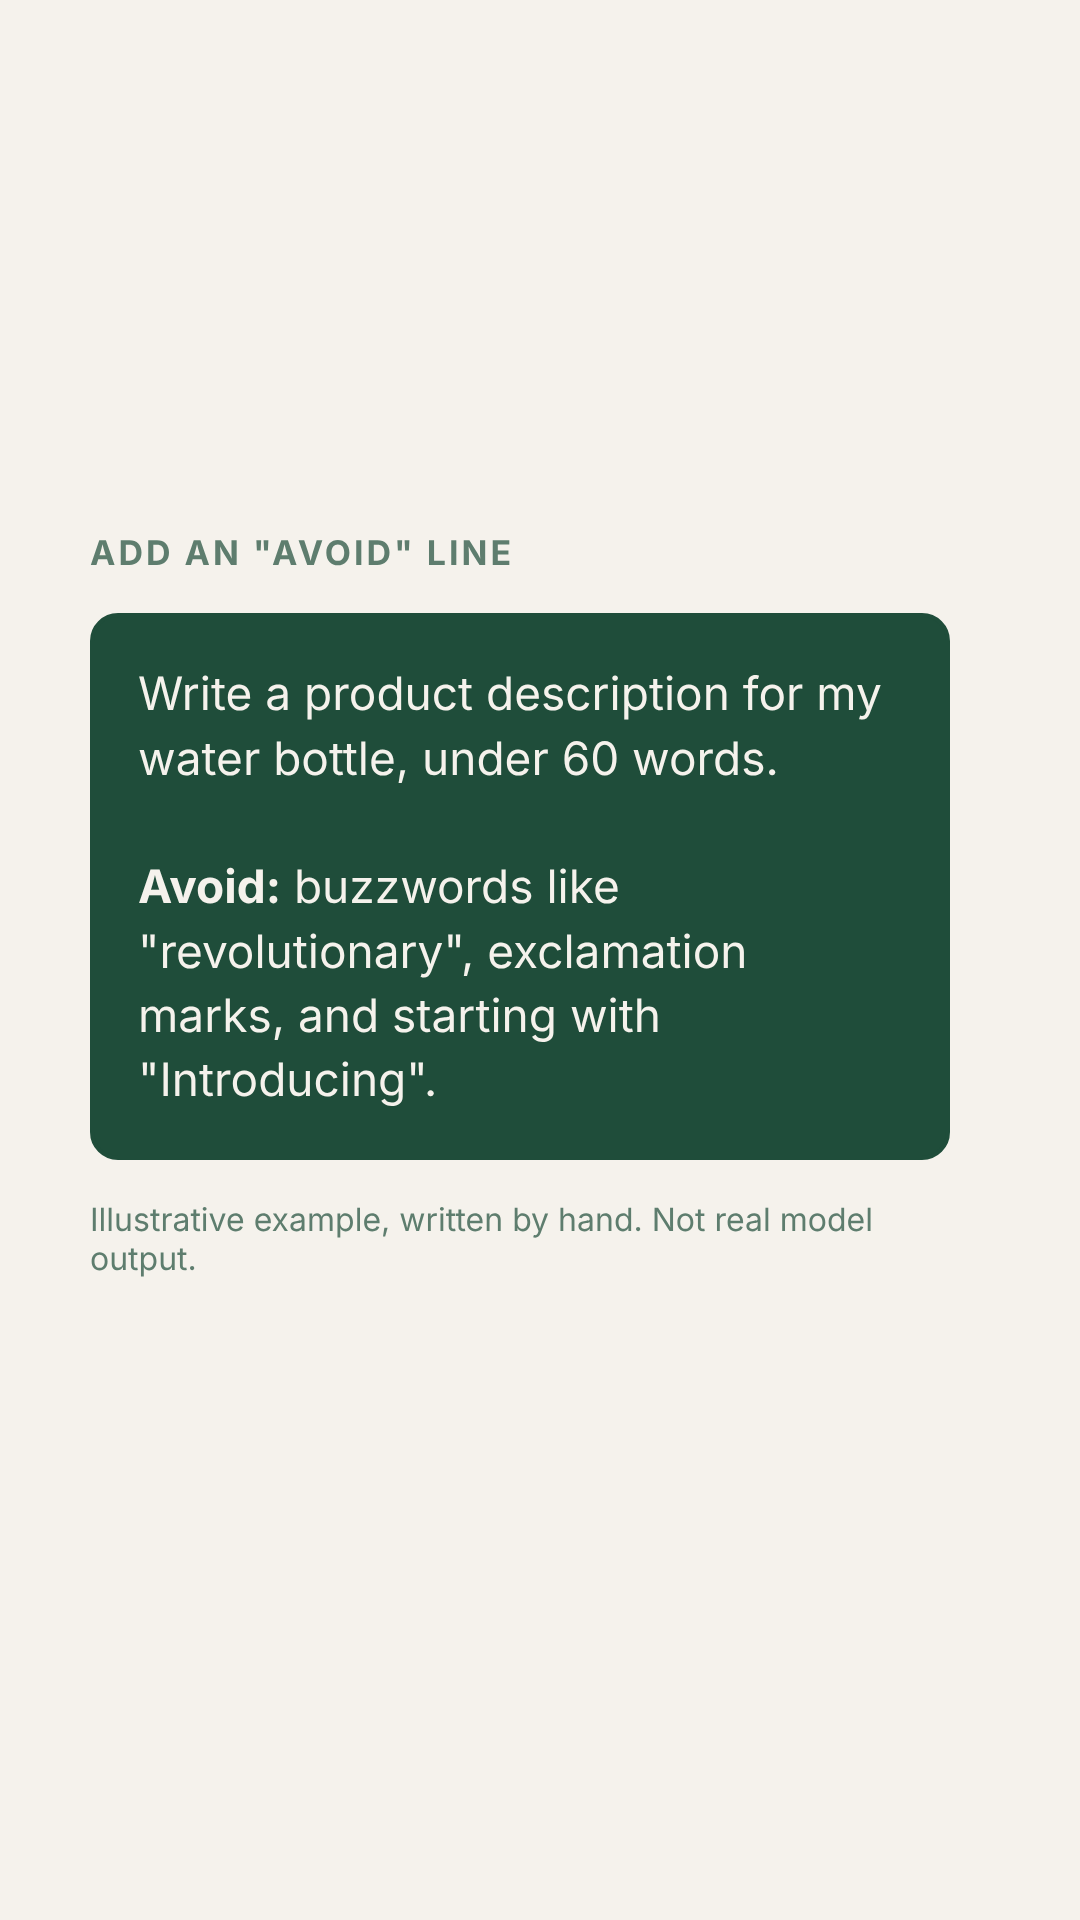 ADD AN "AVOID" LINE
Write a product description for my
water bottle, under 60 words.
Avoid: buzzwords like
"revolutionary", exclamation
marks, and starting with
"Introducing".
Illustrative example, written by hand. Not real model
output.